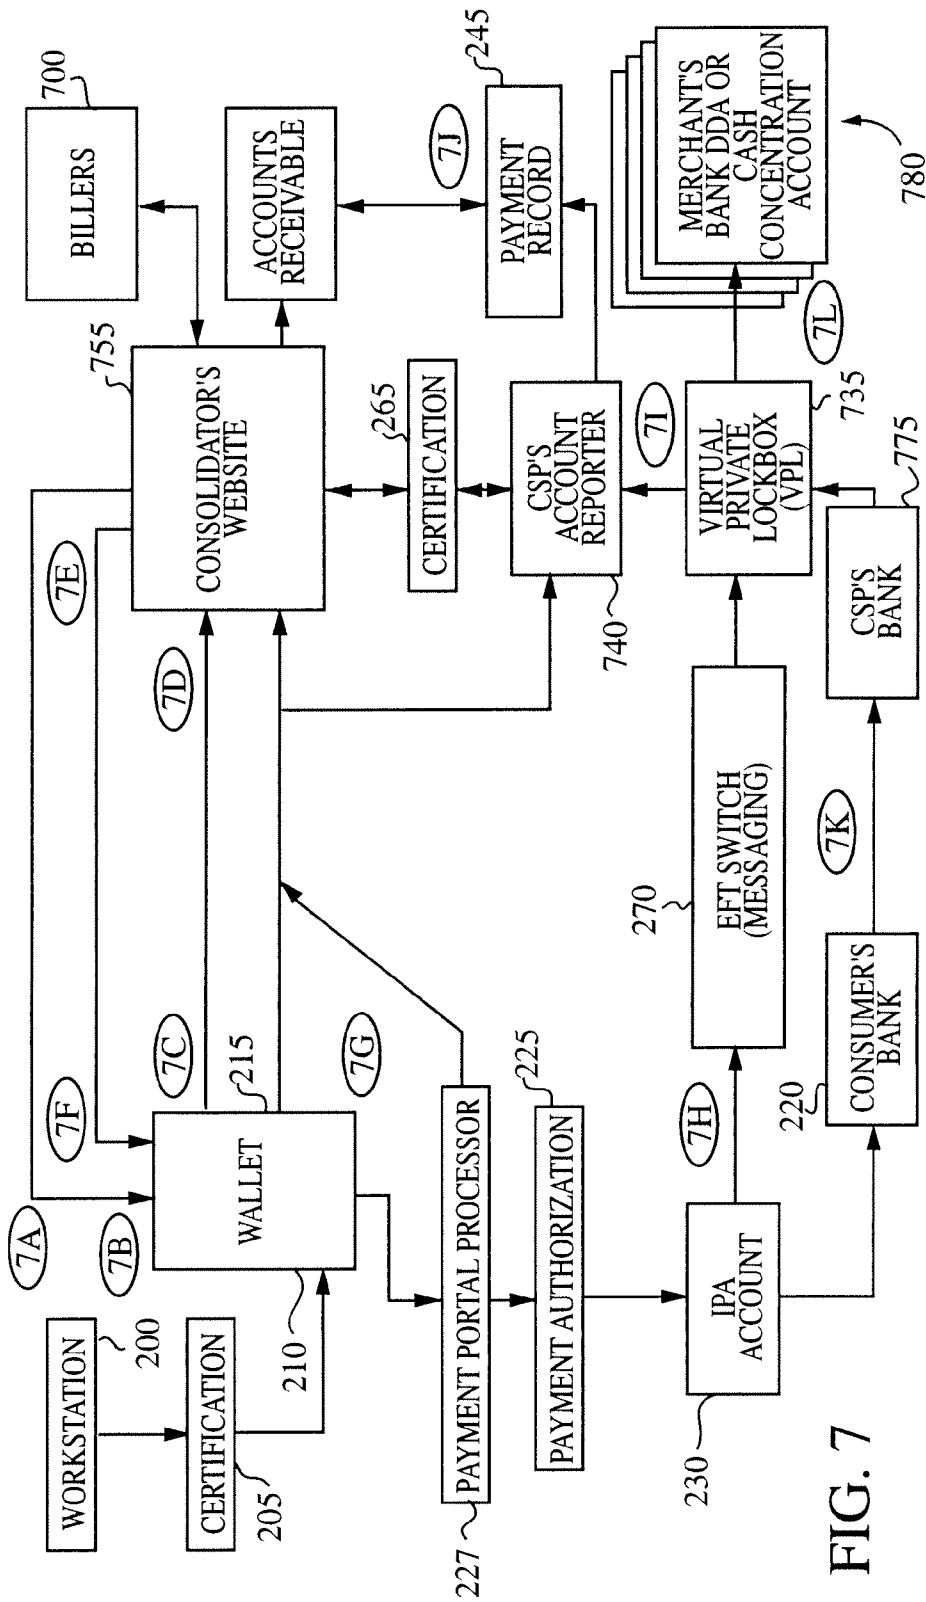 7A
7B
7F
7E
WORKSTATION
200
CERTIFICATION
205
WALLET
210
215
7C
7D
CONSOLIDATOR'S
WEBSITE
755
BILLERS
700
ACCOUNTS
RECEIVABLE
7G
CERTIFICATION
265
7J
PAYMENT PORTAL PROCESSOR
227
PAYMENT AUTHORIZATION
225
CSP'S
ACCOUNT
REPORTER
740
PAYMENT
RECORD
245
7I
IPA
ACCOUNT
230
7H
EFT SWITCH
(MESSAGING)
270
VIRTUAL
PRIVATE
LOCKBOX
(VPL)
735
MERCHANT'S
BANK DDA OR
CASH
CONCENTRATION
ACCOUNT
780
7L
CONSUMER'S
BANK
220
7K
CSP'S
BANK
775
FIG. 7